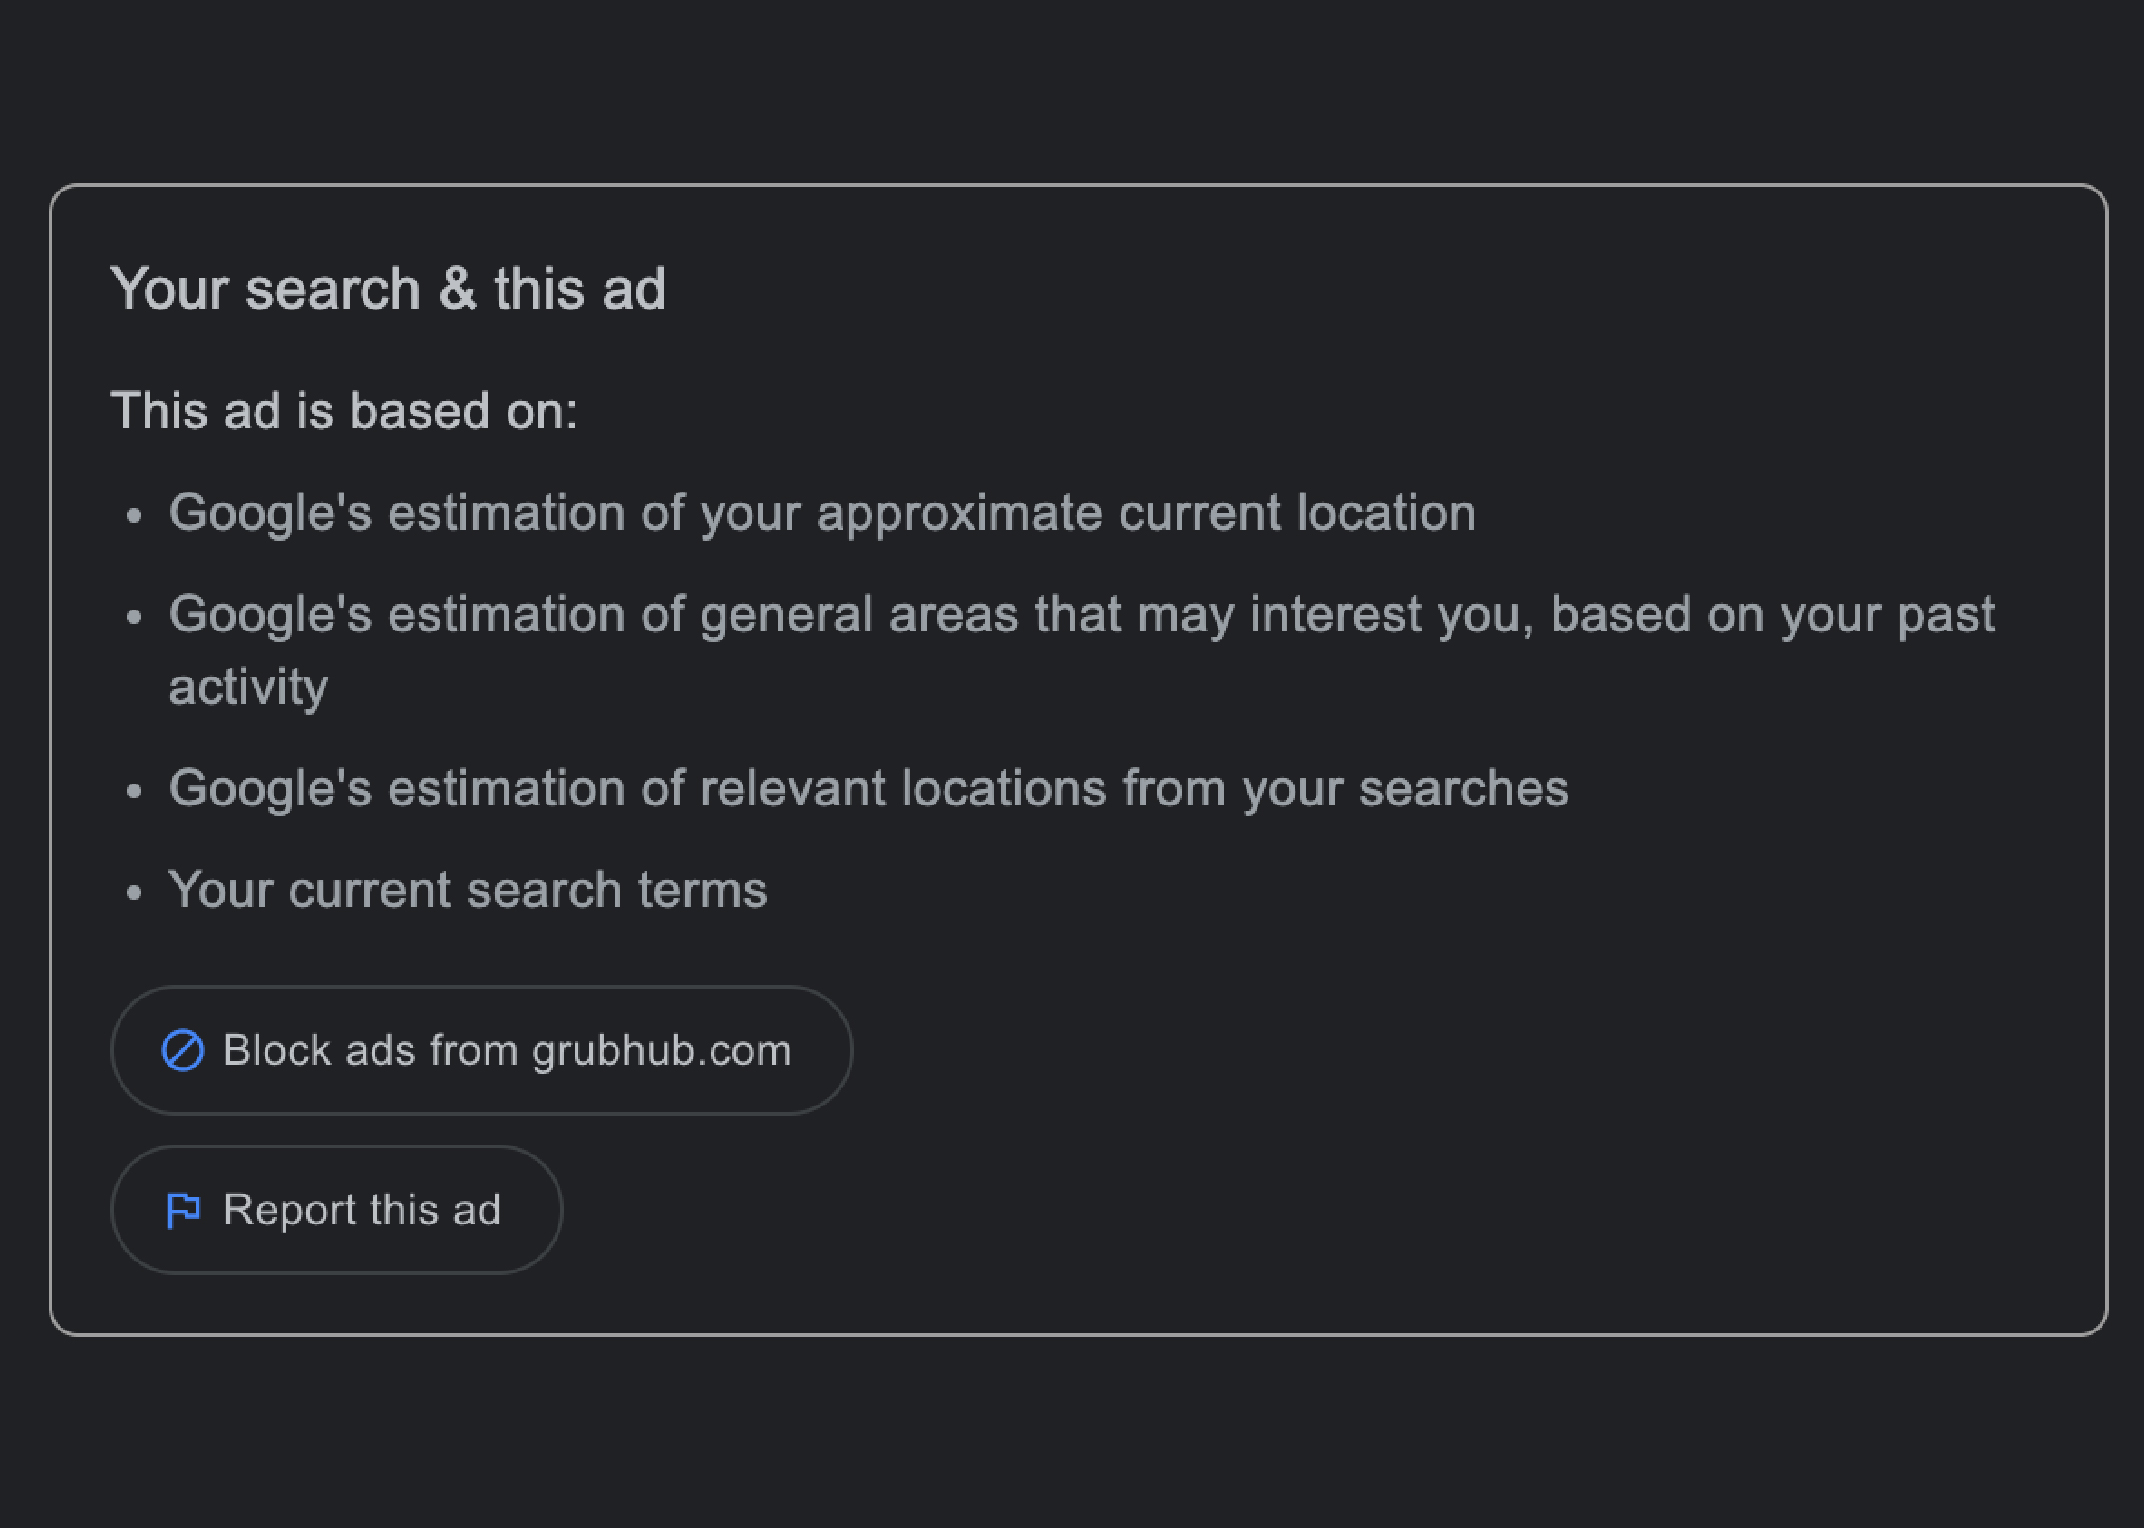 Your search & this ad
This ad is based on:
• Google's estimation of your approximate current location
• Google's estimation of general areas that may interest you, based on your past
activity
• Google's estimation of relevant locations from your searches
• Your current search terms
Block ads from grubhub.com
Report this ad